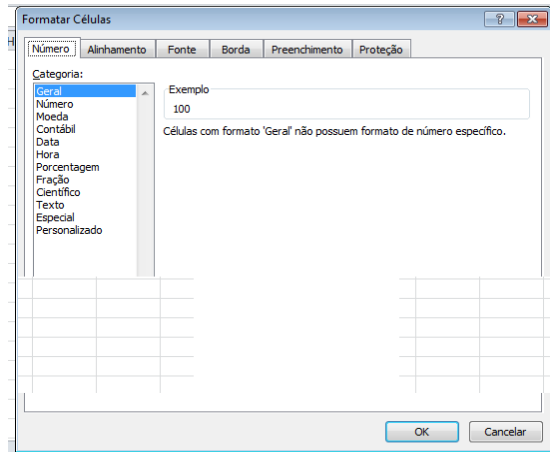 Formatar Células
H
Número Alinhamento Fonte Borda Preenchimento Proteção
Categoria:
Geral
Número
Moeda
Contábil
Data
Hora
Porcentagem
Fração
Científico
Texto
Especial
Personalizado
Exemplo
100
Células com formato 'Geral' não possuem formato de número específico.
OK Cancelar